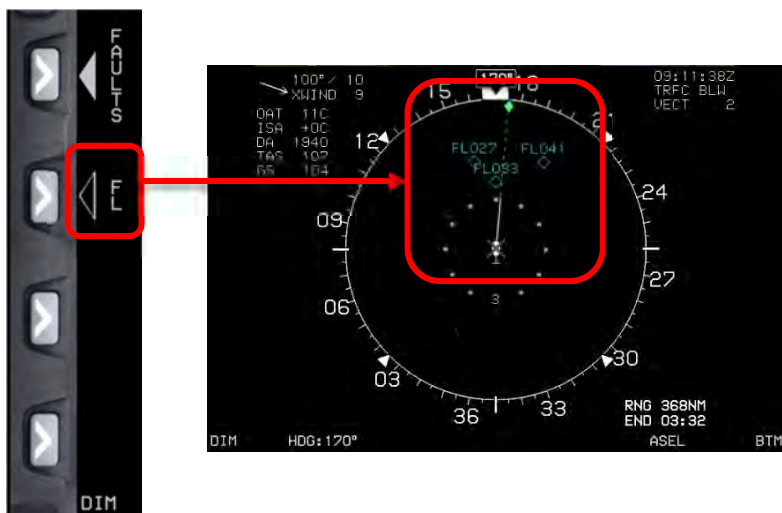 FAULTS
FL
DIM
100°/ 10
XWIND 9
OAT 11C
ISA +0C
DA 1940
TAS 107
GS 104
170°
09:11:38Z
TRFC BLW
VECT 2
15
18
21
12
24
09
27
06
30
03
33
36
FL027
FL041
FL033
3
RNG 368NM
END 03:32
DIM
HDG:170°
ASEL
BTM